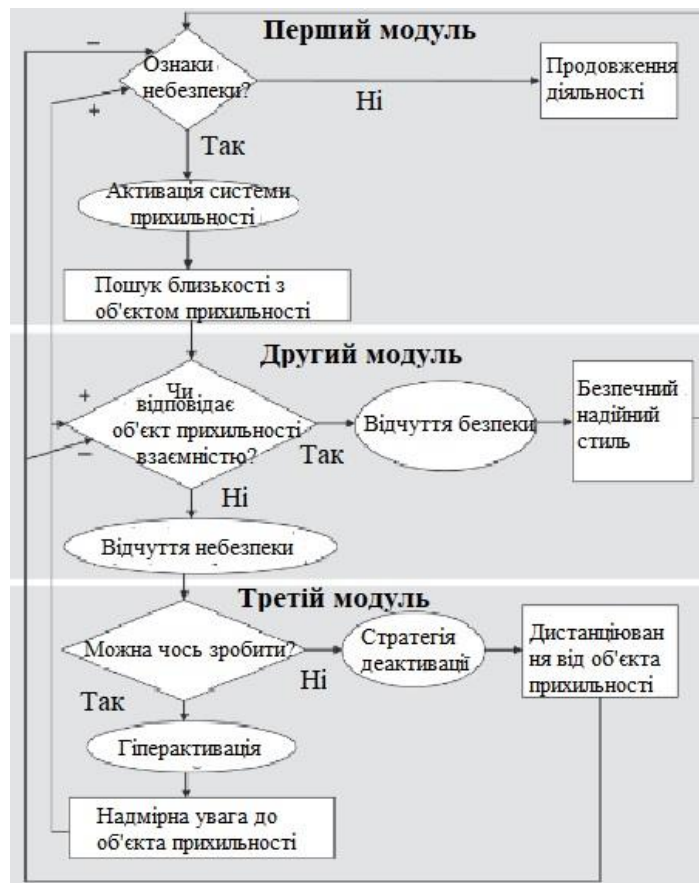 Перший модуль
–
Ознаки
небезпеки?
+
Ні
Продовження
діяльності
Так
Активація системи
прихильності
Пошук близькості з
об'єктом прихильності
Другий модуль
+
Чи
відповідає
об'єкт прихильності
взаємністю?
–
Так
Відчуття безпеки
Безпечний
надійний
стиль
Ні
Відчуття небезпеки
Третій модуль
Можна чось зробити?
Ні
Стратегія
деактивації
Дистанціюван
ня від об'єкта
прихильності
Так
Гіперактивація
Надмірна увага до
об'єкта прихильності